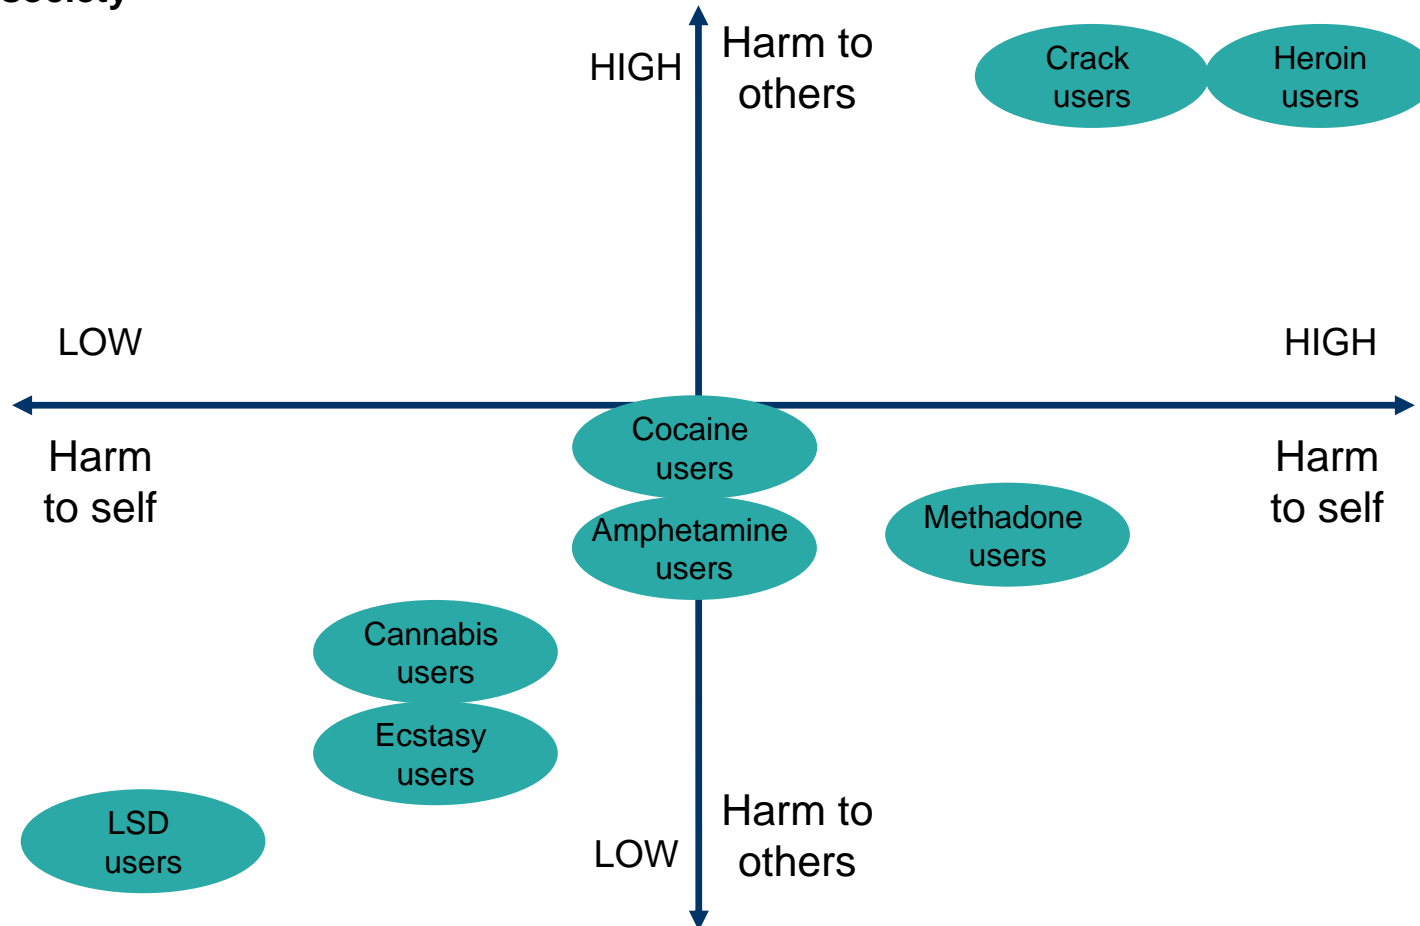 society
HIGH
Harm to
others
Crack
users
Heroin
users
LOW
HIGH
Harm
to self
Cocaine
users
Harm
to self
Amphetamine
users
Methadone
users
Cannabis
users
Ecstasy
users
LSD
users
LOW
Harm to
others